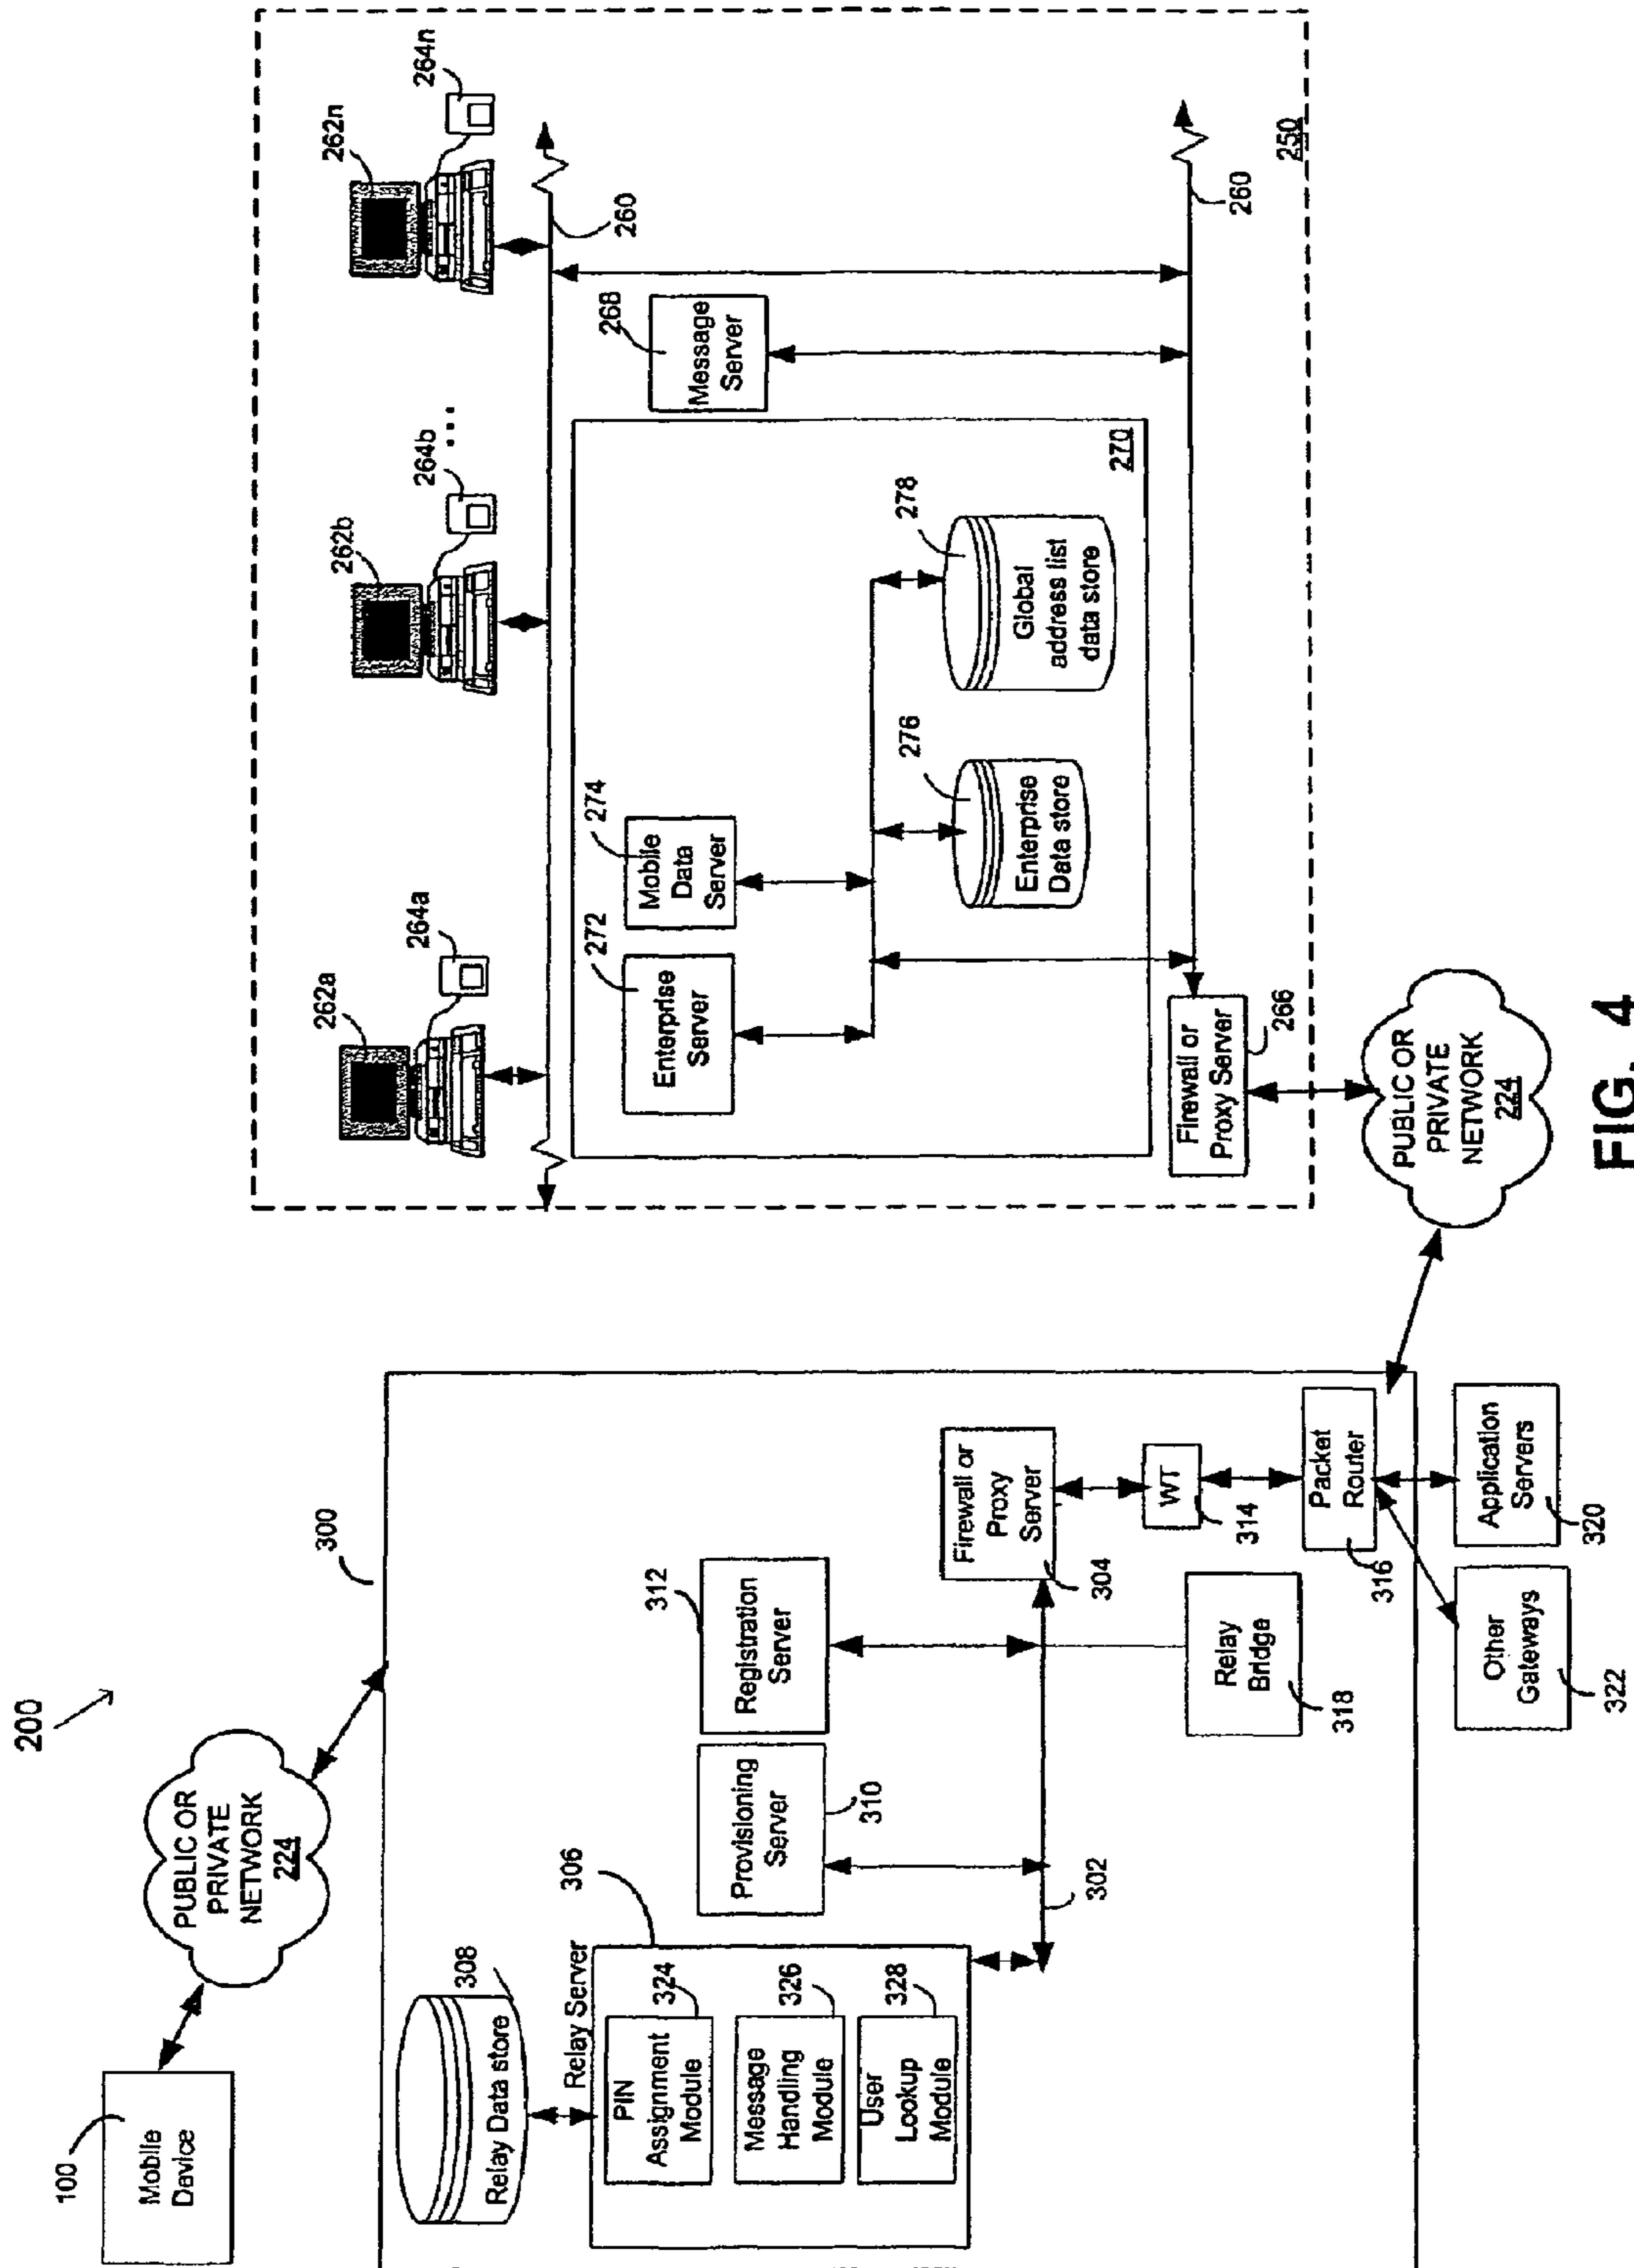 200
100
Mobile
Device
PUBLIC OR
PRIVATE
NETWORK
224
300
308
Relay Data store
Relay Server
306
PIN
Assignment
Module
324
Message
Handling
Module
326
User
Lookup
Module
328
Provisioning
Server
310
312
Registration
Server
302
Firewall or
Proxy
Server
304
WT
314
Packet
Router
316
Relay
Bridge
318
Application
Servers
320
Other
Gateways
322
PUBLIC OR
PRIVATE
NETWORK
224
262a
264a
262b
264b
...
262n
264n
260
268
Message
Server
272
Enterprise
Server
274
Mobile
Data
Server
276
Enterprise
Data store
278
Global
address list
data store
270
260
250
Firewall or
Proxy Server
266
FIG. 4